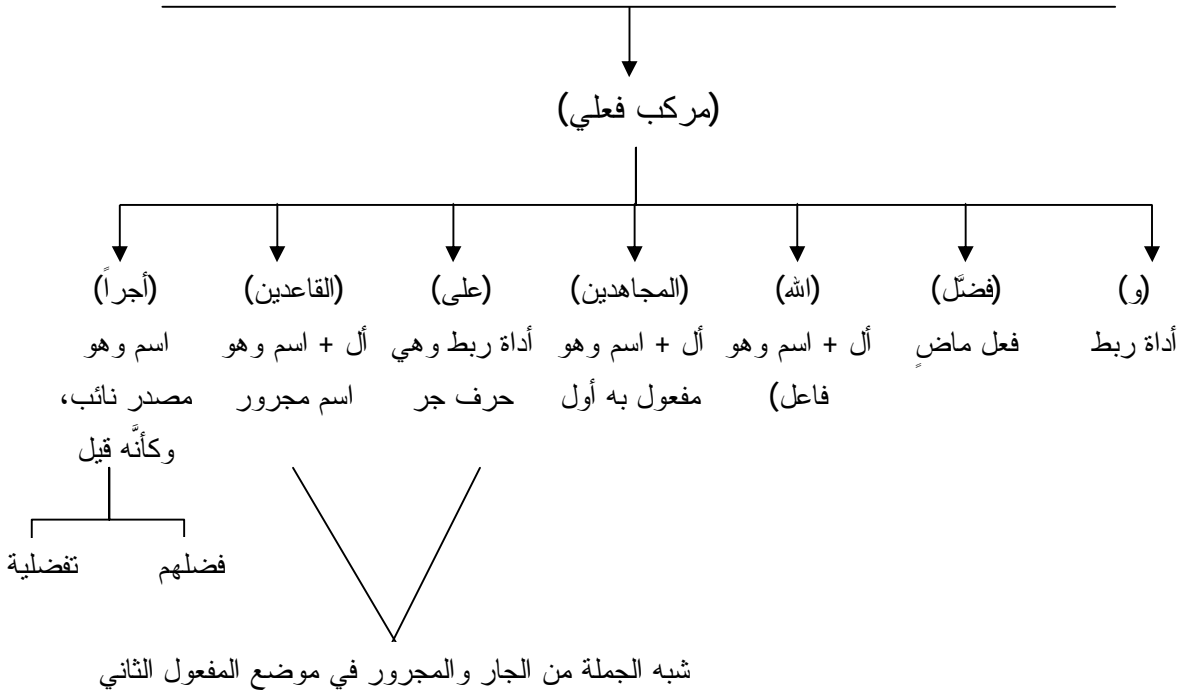 (مركب فعلي)
(و) (فضَّل) (الله) (المجاهدين) (على) (القاعدين) (أجراً)
أداة ربط فعل ماضٍ أل + اسم وهو أل + اسم وهو أداة ربط وهي أل + اسم وهو اسم وهو
فاعل) مفعول به أول حرف جر اسم مجرور مصدر نائب،
وكأنَّه قيل
فضلهم تفضلية
شبه الجملة من الجار والمجرور في موضع المفعول الثاني